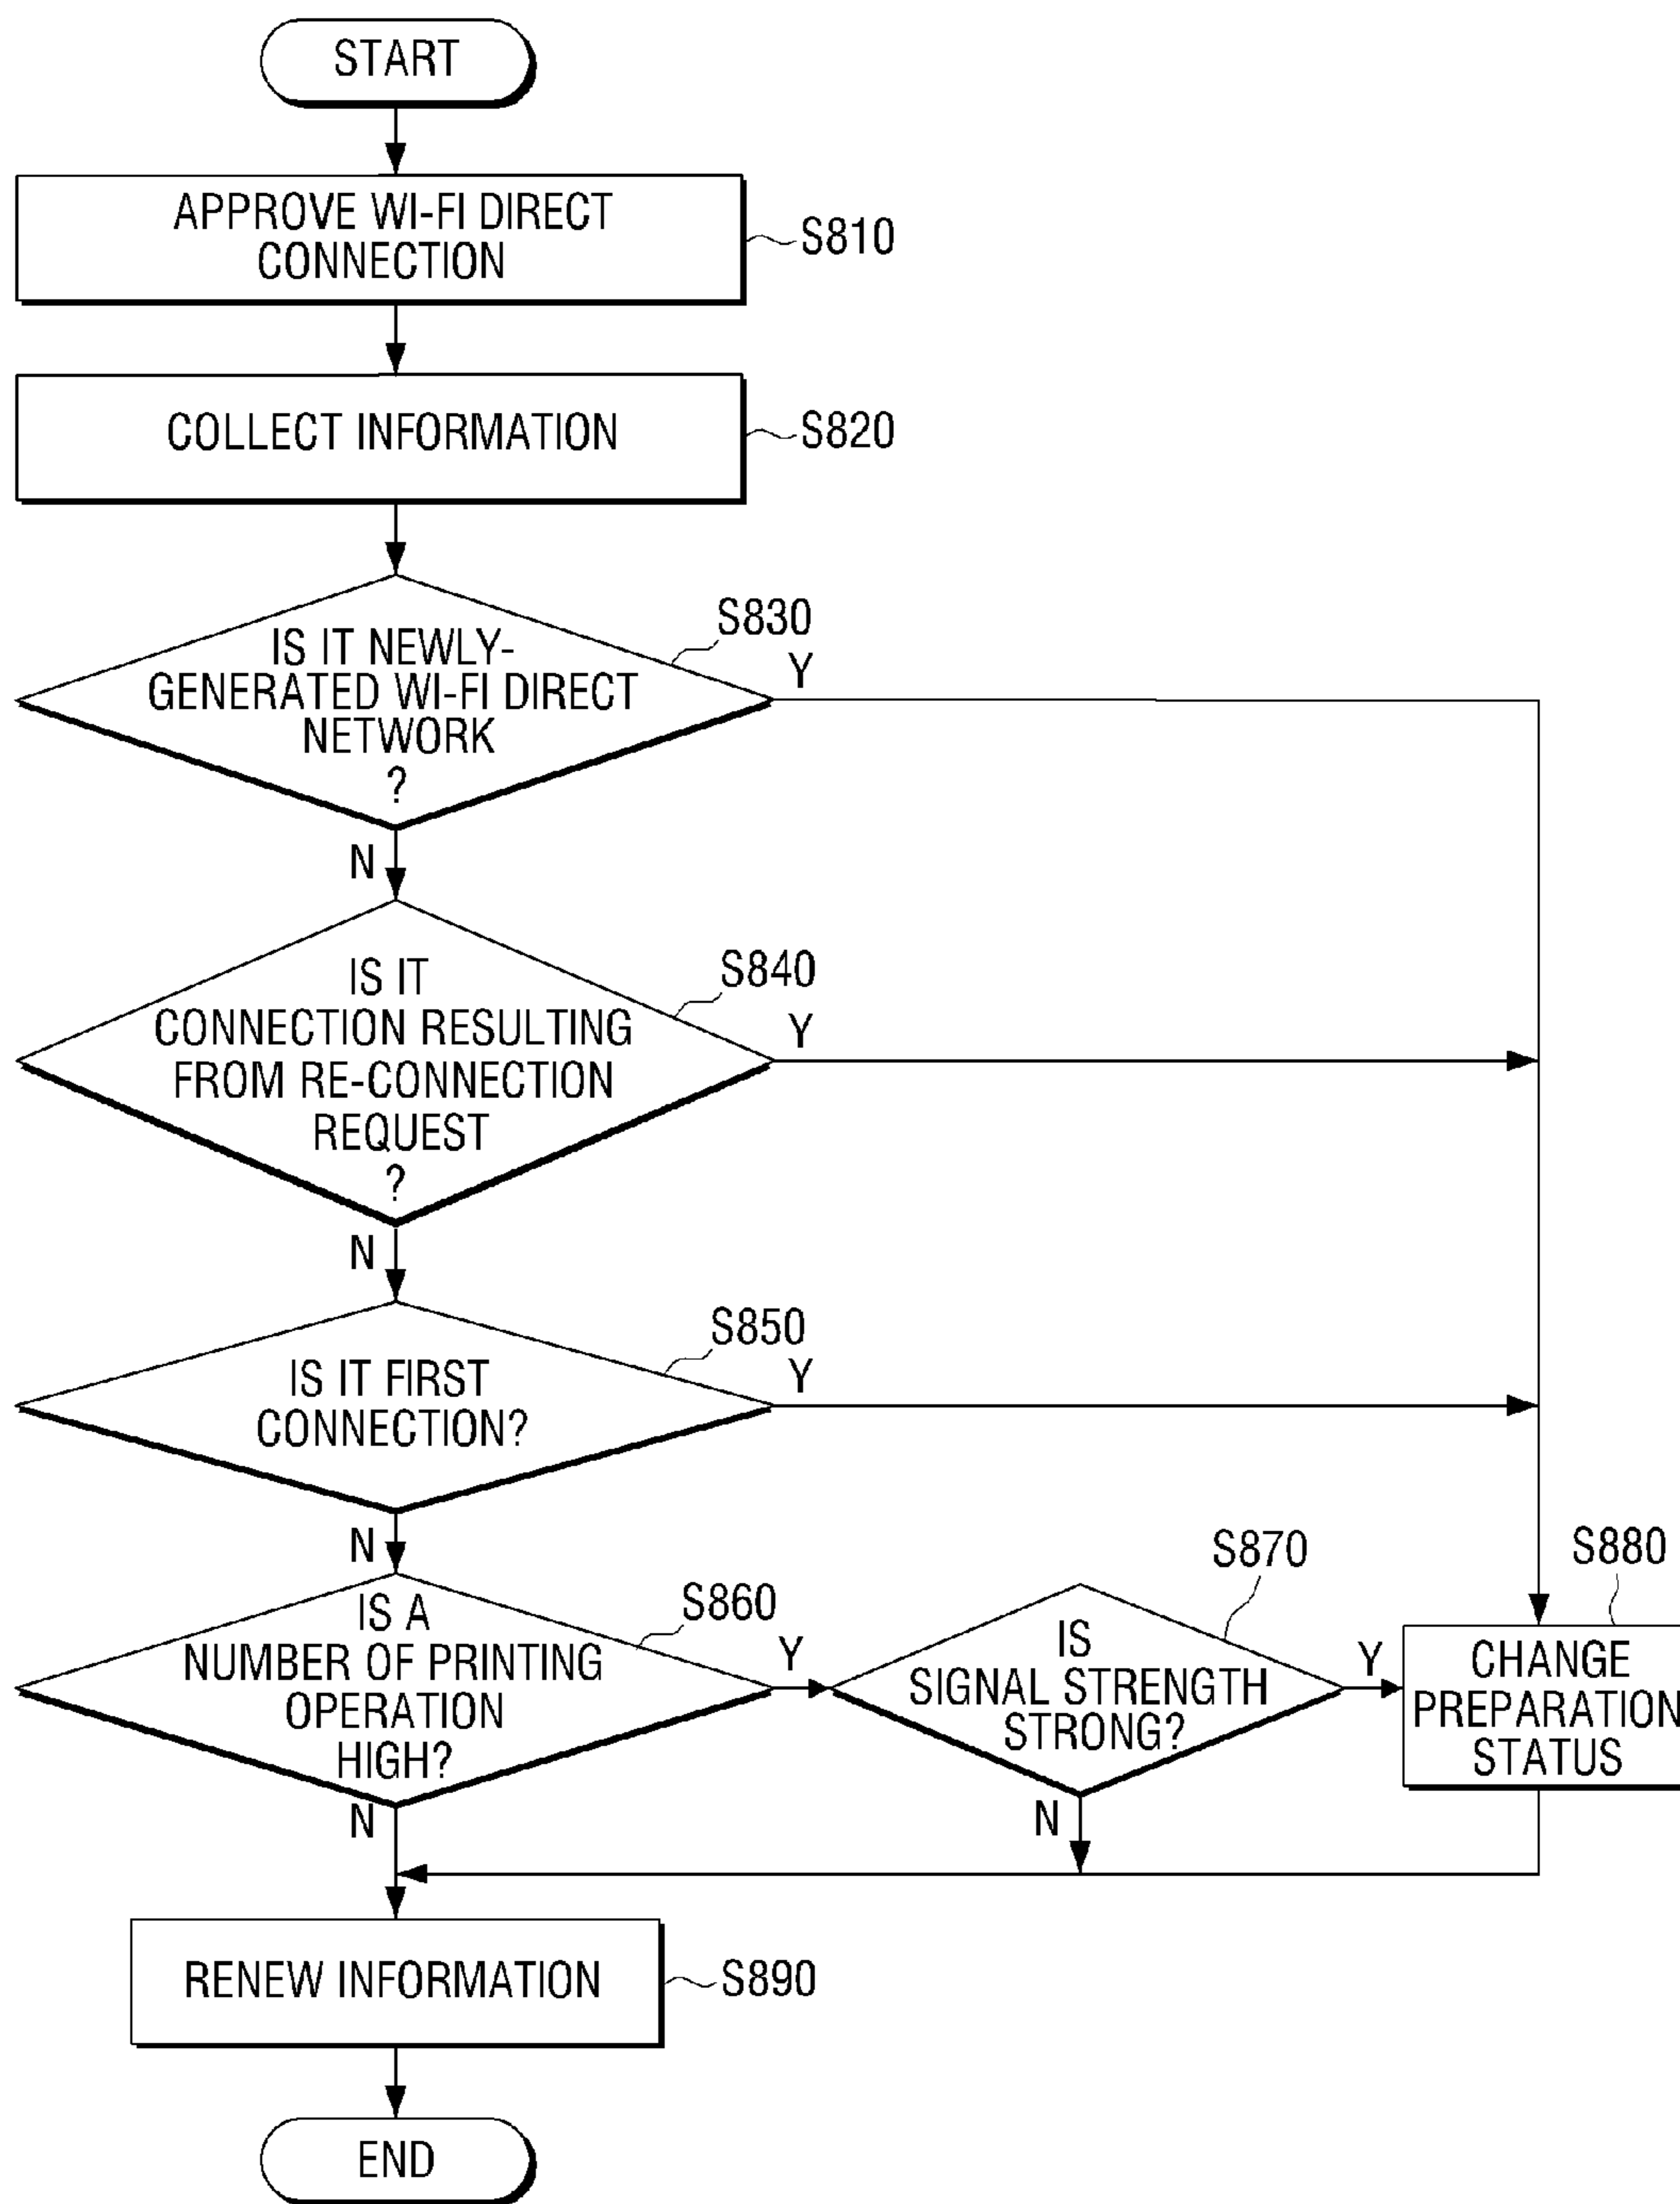 START
APPROVE WI-FI DIRECT
CONNECTION
S810
COLLECT INFORMATION
S820
IS IT NEWLY-
GENERATED WI-FI DIRECT
NETWORK
?
S830
Y
N
IS IT
CONNECTION RESULTING
FROM RE-CONNECTION
REQUEST
?
S840
Y
N
IS IT FIRST
CONNECTION?
S850
Y
N
IS A
NUMBER OF PRINTING
OPERATION
HIGH?
S860
Y
N
IS
SIGNAL STRENGTH
STRONG?
S870
Y
N
CHANGE
PREPARATION
STATUS
S880
RENEW INFORMATION
S890
END